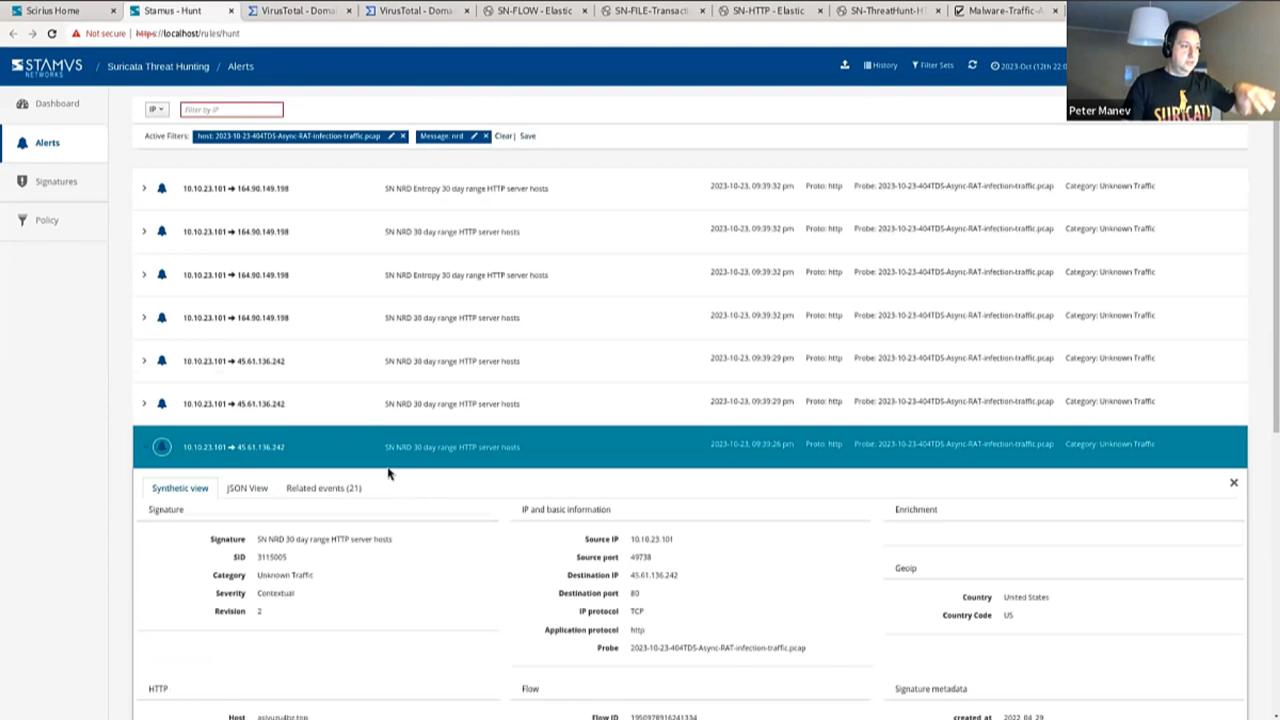 Scirius Home
Stamus - Hunt
VirusTotal - Doma
VirusTotal - Doma
SN-FLOW - Elastic
SN-FILE-Transact
SN-HTTP - Elastic
SN-ThreatHunt-H
Malware-Traffic-
Not secure
https://localhost/rules/hunt
STAMVS NETWORKS / Suricata Threat Hunting / Alerts
History
Filter Sets
Peter Manev
Dashboard
Alerts
Signatures
Policy
IP
Filter by IP
Active Filters: host: 2023-10-23-404TDS-Async-RAT-infection-traffic.pcap Message: nrd Clear | Save
10.10.23.101 → 164.90.149.198 SN NRD Entropy 30 day range HTTP server hosts 2023-10-23, 09:39:32 pm Proto: http Probe: 2023-10-23-404TDS-Async-RAT-infection-traffic.pcap Category: Unknown Traffic
10.10.23.101 → 164.90.149.198 SN NRD 30 day range HTTP server hosts 2023-10-23, 09:39:32 pm Proto: http Probe: 2023-10-23-404TDS-Async-RAT-infection-traffic.pcap Category: Unknown Traffic
10.10.23.101 → 164.90.149.198 SN NRD Entropy 30 day range HTTP server hosts 2023-10-23, 09:39:32 pm Proto: http Probe: 2023-10-23-404TDS-Async-RAT-infection-traffic.pcap Category: Unknown Traffic
10.10.23.101 → 164.90.149.198 SN NRD 30 day range HTTP server hosts 2023-10-23, 09:39:32 pm Proto: http Probe: 2023-10-23-404TDS-Async-RAT-infection-traffic.pcap Category: Unknown Traffic
10.10.23.101 → 45.61.136.242 SN NRD 30 day range HTTP server hosts 2023-10-23, 09:39:29 pm Proto: http Probe: 2023-10-23-404TDS-Async-RAT-infection-traffic.pcap Category: Unknown Traffic
10.10.23.101 → 45.61.136.242 SN NRD 30 day range HTTP server hosts 2023-10-23, 09:39:29 pm Proto: http Probe: 2023-10-23-404TDS-Async-RAT-infection-traffic.pcap Category: Unknown Traffic
10.10.23.101 → 45.61.136.242 SN NRD 30 day range HTTP server hosts 2023-10-23, 09:39:26 pm Proto: http Probe: 2023-10-23-404TDS-Async-RAT-infection-traffic.pcap Category: Unknown Traffic
Synthetic view
JSON View
Related events (21)
Signature
Signature SN NRD 30 day range HTTP server hosts
SID 3115005
Category Unknown Traffic
Severity Contextual
Revision 2
IP and basic information
Source IP 10.10.23.101
Source port 49738
Destination IP 45.61.136.242
Destination port 80
IP protocol TCP
Application protocol http
Probe 2023-10-23-404TDS-Async-RAT-infection-traffic.pcap
Enrichment
Geoip
Country United States
Country Code US
HTTP
Host
Flow
Flow ID 1950978916241334
Signature metadata
created at 2022_04_29